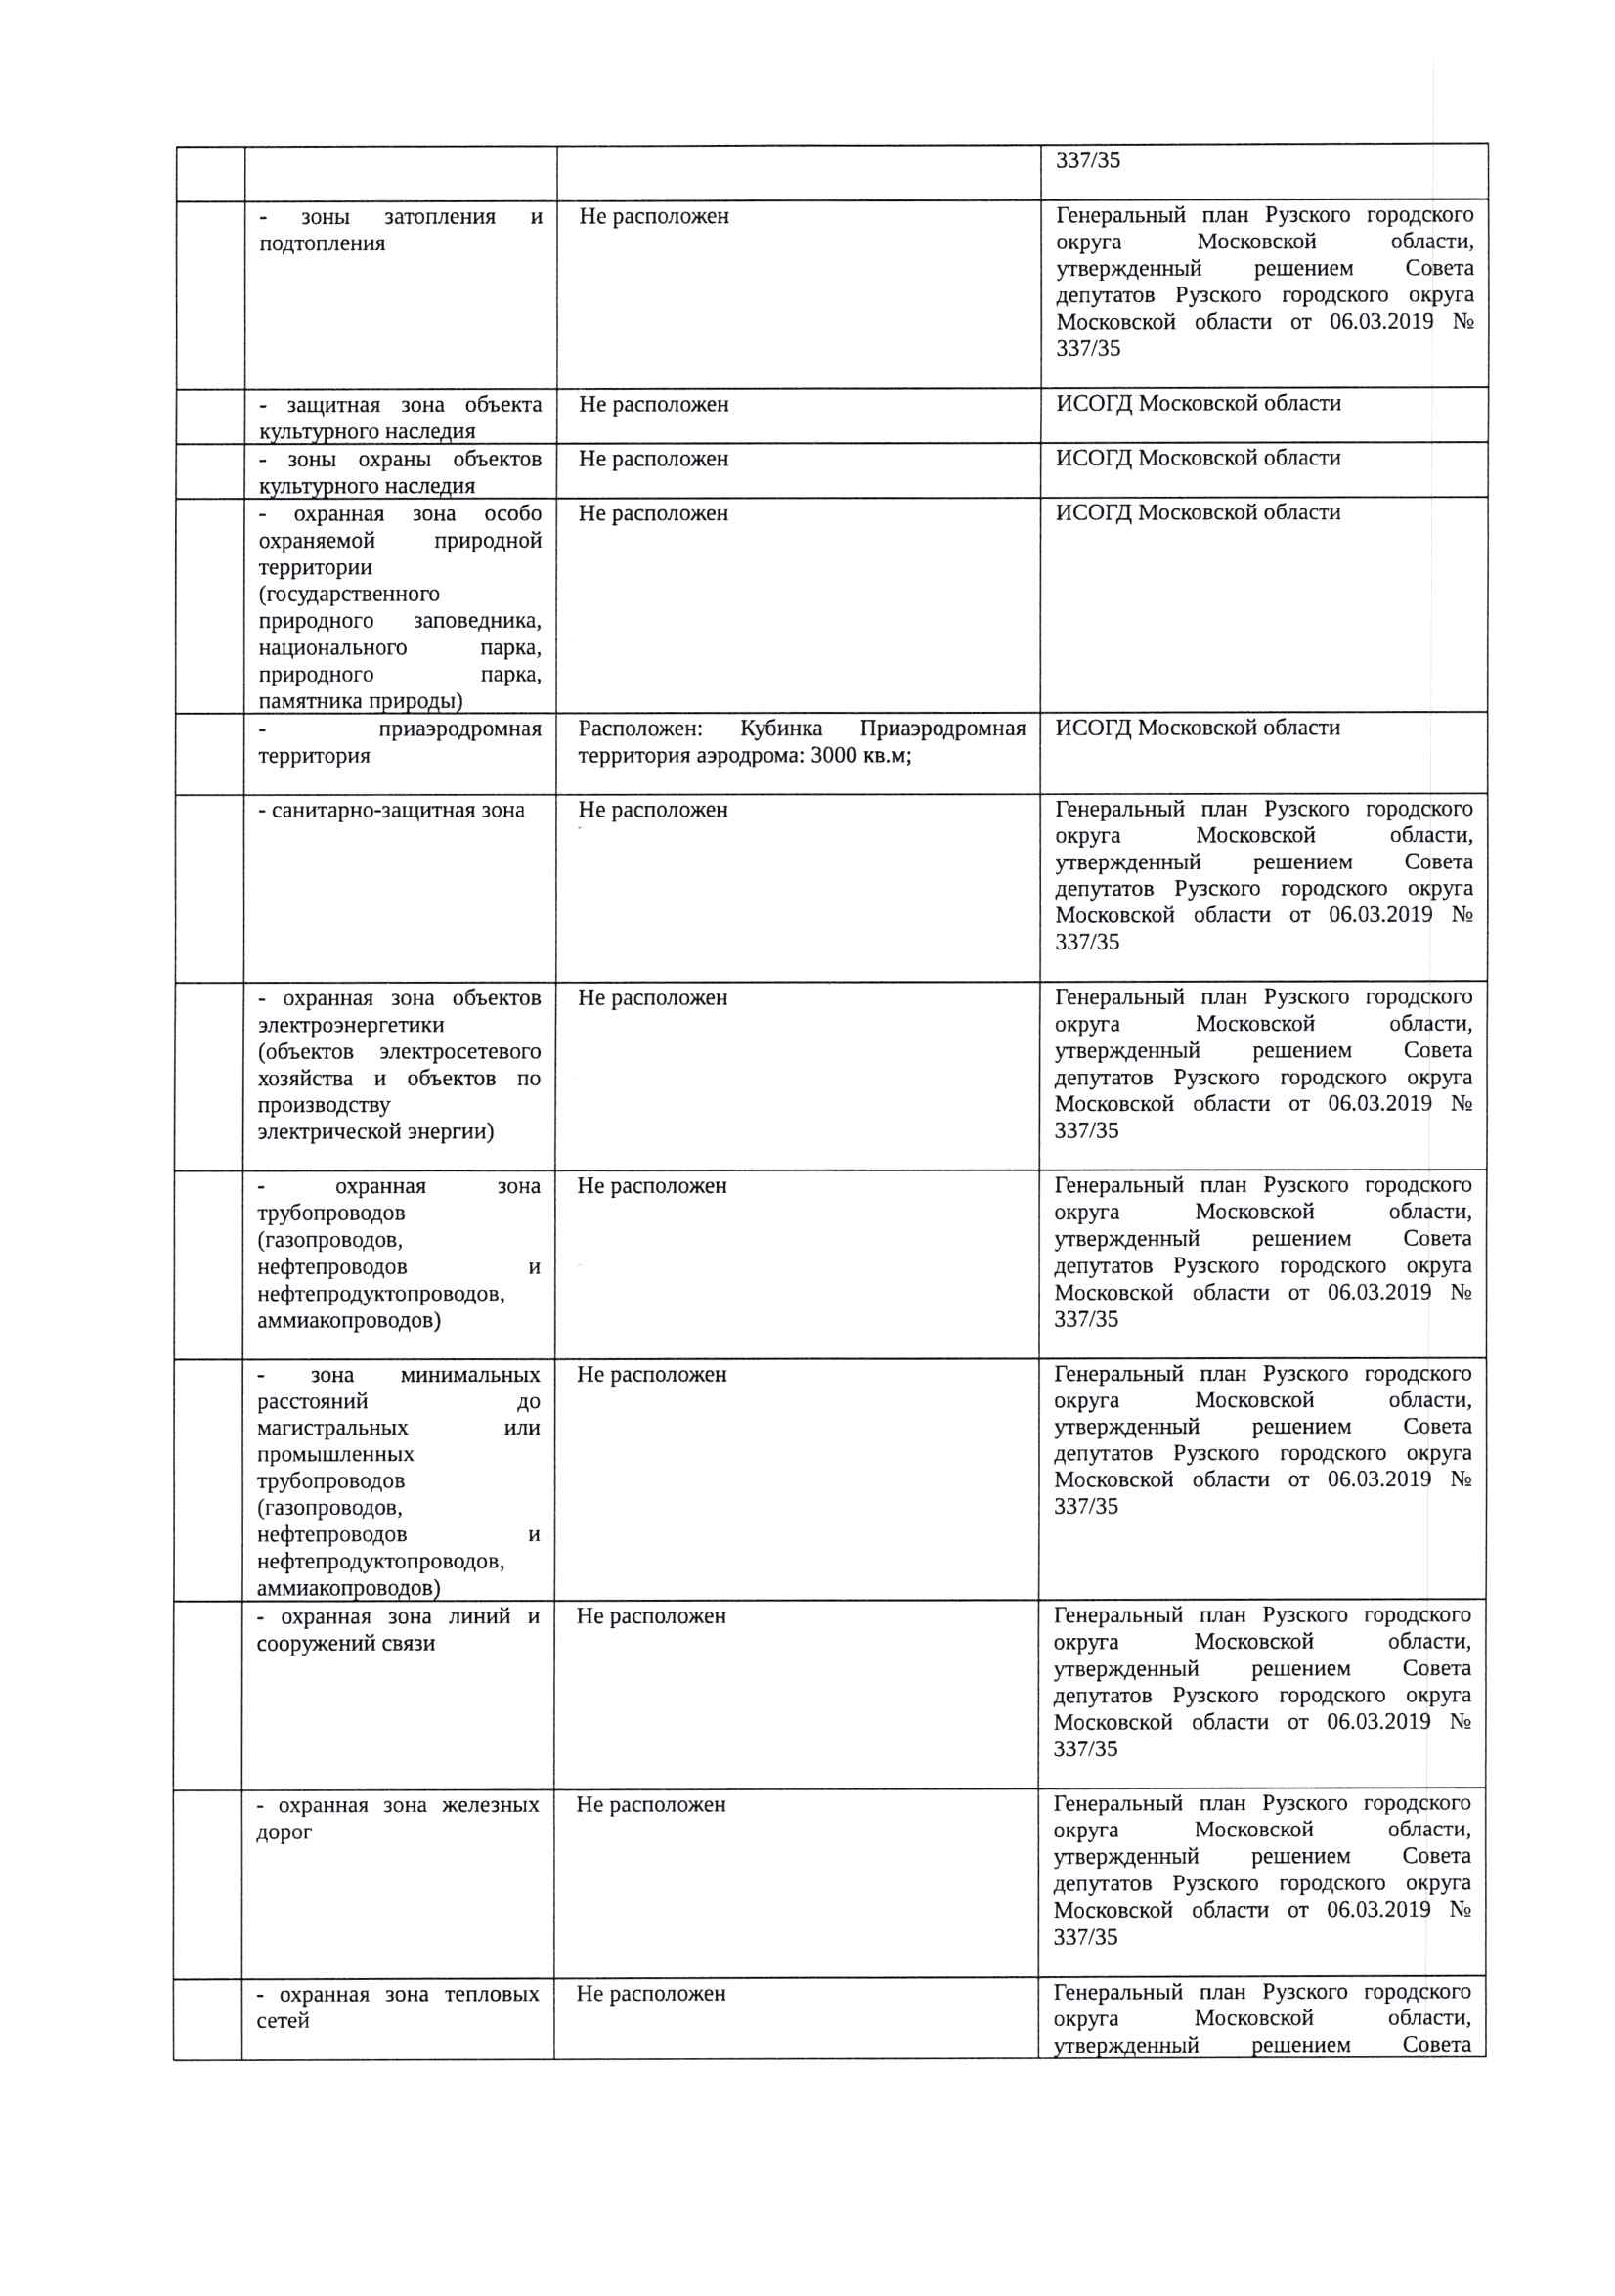 337/35
- зоны затопления и
подтопления
Не расположен
Генеральный план Рузского городского
округа Московской области,
утвержденный решением Совета
депутатов Рузского городского округа
Московской области от 06.03.2019 №
337/35
- защитная зона объекта
культурного наследия
Не расположен
ИСОГД Московской области
- зоны охраны объектов
культурного наследия
Не расположен
ИСОГД Московской области
- охранная зона особо
охраняемой природной
территории
(государственного
природного заповедника,
национального парка,
природного парка,
памятника природы)
Не расположен
ИСОГД Московской области
- приаэродромная
территория
Расположен: Кубинка Приаэродромная
территория аэродрома: 3000 кв.м;
ИСОГД Московской области
- санитарно-защитная зона
Не расположен
Генеральный план Рузского городского
округа Московской области,
утвержденный решением Совета
депутатов Рузского городского округа
Московской области от 06.03.2019 №
337/35
- охранная зона объектов
электроэнергетики
(объектов электросетевого
хозяйства и объектов по
производству
электрической энергии)
Не расположен
Генеральный план Рузского городского
округа Московской области,
утвержденный решением Совета
депутатов Рузского городского округа
Московской области от 06.03.2019 №
337/35
- охранная зона
трубопроводов
(газопроводов,
нефтепроводов и
нефтепродуктопроводов,
аммиакопроводов)
Не расположен
Генеральный план Рузского городского
округа Московской области,
утвержденный решением Совета
депутатов Рузского городского округа
Московской области от 06.03.2019 №
337/35
- зона минимальных
расстояний до
магистральных или
промышленных
трубопроводов
(газопроводов,
нефтепроводов и
нефтепродуктопроводов,
аммиакопроводов)
Не расположен
Генеральный план Рузского городского
округа Московской области,
утвержденный решением Совета
депутатов Рузского городского округа
Московской области от 06.03.2019 №
337/35
- охранная зона линий и
сооружений связи
Не расположен
Генеральный план Рузского городского
округа Московской области,
утвержденный решением Совета
депутатов Рузского городского округа
Московской области от 06.03.2019 №
337/35
- охранная зона железных
дорог
Не расположен
Генеральный план Рузского городского
округа Московской области,
утвержденный решением Совета
депутатов Рузского городского округа
Московской области от 06.03.2019 №
337/35
- охранная зона тепловых
сетей
Не расположен
Генеральный план Рузского городского
округа Московской области,
утвержденный решением Совета